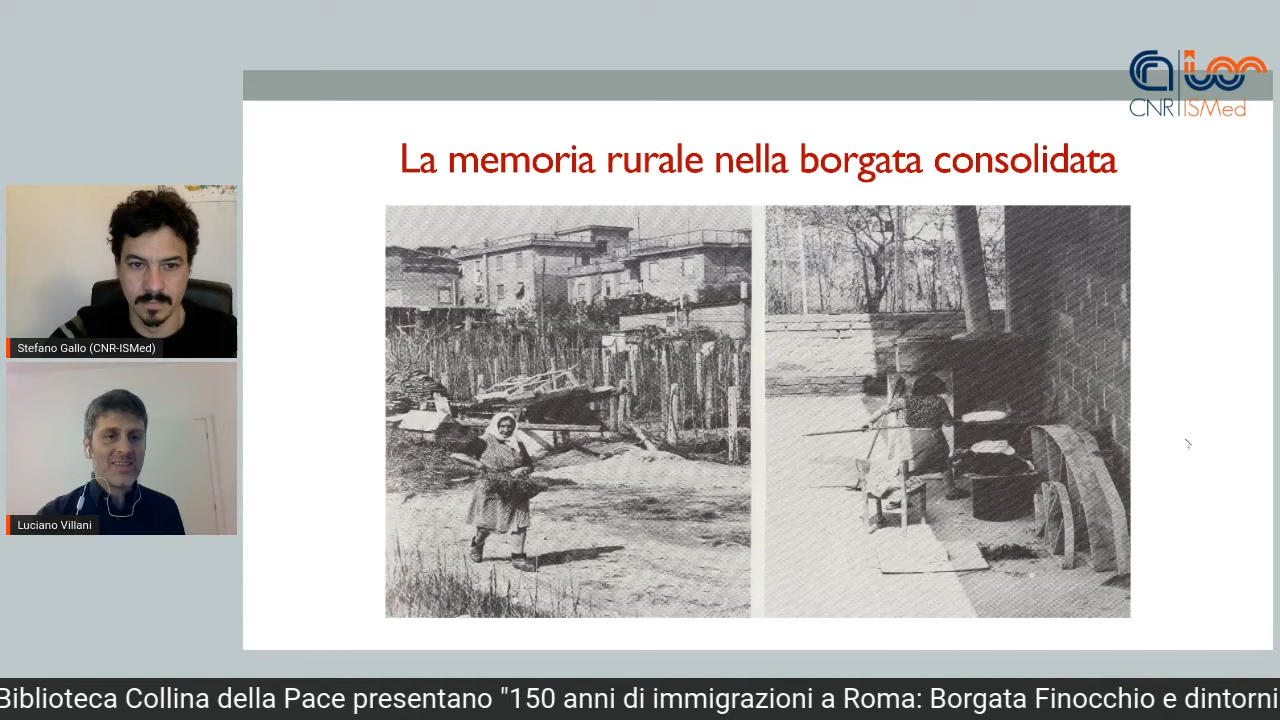 CNR ISMed
La memoria rurale nella borgata consolidata
Stefano Gallo (CNR-ISMed)
Luciano Villani
Biblioteca Collina della Pace presentano "150 anni di immigrazioni a Roma: Borgata Finocchio e dintorni